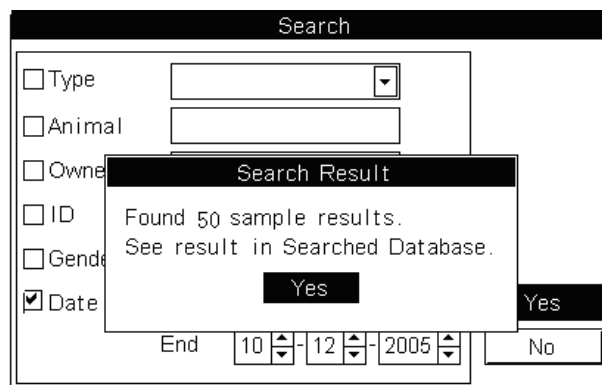 Search
Type
Animal
Owne
Search Result
ID
Found 50 sample results.
See result in Searched Database.
Gende
Yes
Date
Yes
End 10 - 12 - 2005
No